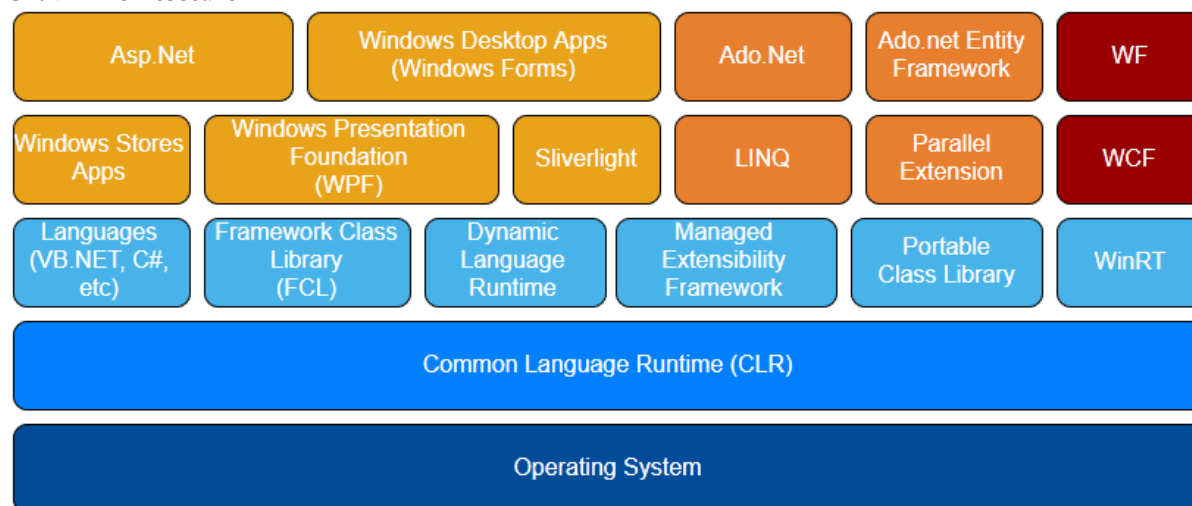 Asp.Net
Windows Desktop Apps
(Windows Forms)
Ado.Net
Ado.net Entity
Framework
WF
Windows Stores
Apps
Windows Presentation
Foundation
(WPF)
Sliverlight
LINQ
Parallel
Extension
WCF
Languages
(VB.NET, C#,
etc)
Framework Class
Library
(FCL)
Dynamic
Language
Runtime
Managed
Extensibility
Framework
Portable
Class Library
WinRT
Common Language Runtime (CLR)
Operating System